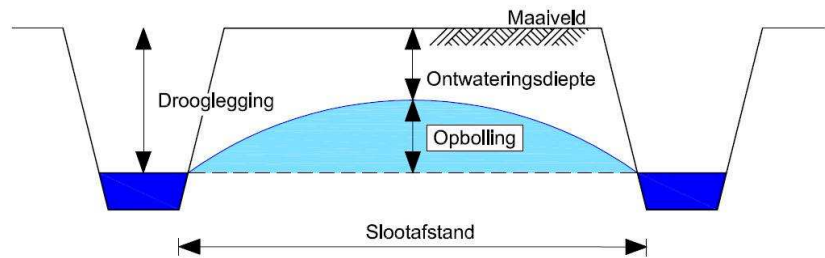 Maaiveld
Ontwateringsdiepte
Drooglegging
Opbolling
Slootafstand